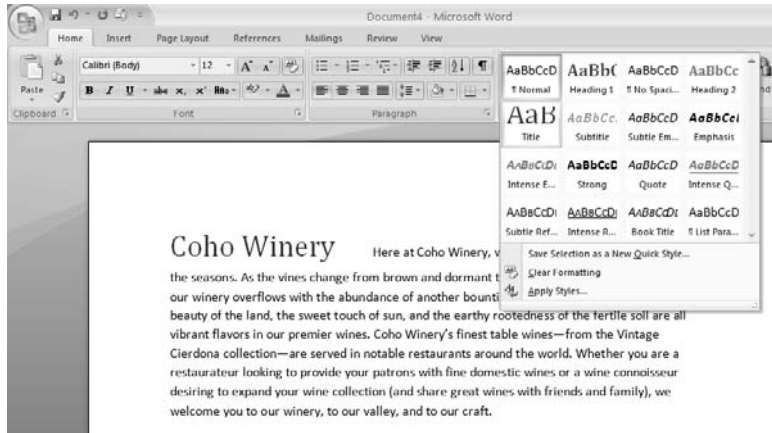 Document4 - Microsoft Word
Home Insert Page Layout References Mailings Review View
Calibri (Body) 12
Paste
B I U abc x, x' Aa
Clipboard Font Paragraph
AaBbCcD AaBb( AaBbCcD AaBbCc
¶ Normal Heading 1 ¶ No Spaci... Heading 2
AaB AaBbCc. AaBbCcD AaBbCcI
Title Subtitle Subtle Em... Emphasis
AaBbCcDi AaBbCcD AaBbCcD AaBbCcD
Intense E... Strong Quote Intense Q...
AaBbCcDi AaBbCcDi AaBbCcDi AaBbCcD
Subtle Ref... Intense R... Book Title ¶ List Para...
Save Selection as a New Quick Style...
Clear Formatting
Apply Styles...
Coho Winery Here at Coho Winery, v
the seasons. As the vines change from brown and dormant t
our winery overflows with the abundance of another bounti
beauty of the land, the sweet touch of sun, and the earthy rootedness of the fertile soil are all
vibrant flavors in our premier wines. Coho Winery's finest table wines—from the Vintage
Cierdona collection—are served in notable restaurants around the world. Whether you are a
restaurateur looking to provide your patrons with fine domestic wines or a wine connoisseur
desiring to expand your wine collection (and share great wines with friends and family), we
welcome you to our winery, to our valley, and to our craft.